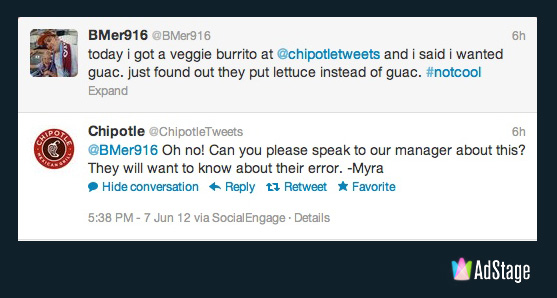 BMer916 @BMer916 6h
today i got a veggie burrito at @chipotletweets and i said i wanted
guac. just found out they put lettuce instead of guac. #notcool
Expand
CHIPOTLE
MEXICAN GRILL
Chipotle @ChipotleTweets 6h
@BMer916 Oh no! Can you please speak to our manager about this?
They will want to know about their error. -Myra
Hide conversation Reply Retweet Favorite
5:38 PM - 7 Jun 12 via SocialEngage · Details
AdStage